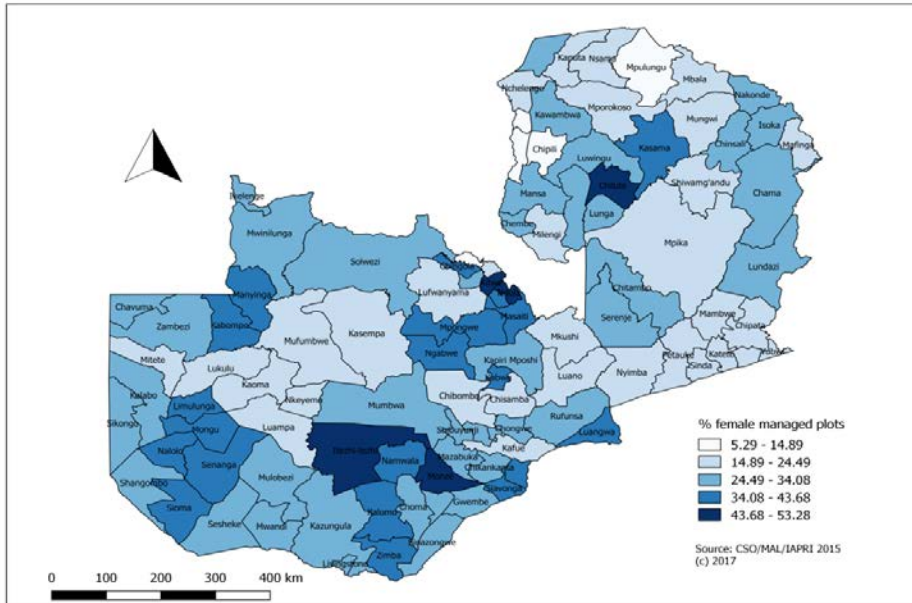 Kaputa
Nsama
Mpulungu
Mbala
Nchelenge
Nakonde
Kawambwa
Mporokoso
Mungwi
Isoka
Mafinga
Chinsali
Kasama
Chipili
Luwingu
Shiwamg'andu
Chama
Mansa
Lunga
Chembe
Milengi
Mpika
Ikelenge
Mwinilunga
Solwezi
Lundazi
Chitambo
Lufwanyama
Manyinga
Serenje
Masaiti
Mambwe
Chavuma
Kabompo
Mpongwe
Chipata
Zambezi
Mufumbwe
Kasempa
Mkushi
Ngabwe
Petauke
Katete
Mitete
Kapiri Mposhi
Sinda
Lukulu
Luano
Nyimba
Kaoma
Nkeyema
Chibombo
Chisamba
Kalabo
Limulunga
Mumbwa
Rufunsa
Sikongo
Mongu
Luampa
Chongwe
Luangwa
Kafue
Nalolo
Namwala
Mazabuka
Senanga
Monze
Chikankanta
Shangombo
Mulobezi
Sioma
Gwembe
Kalomo
Choma
Sesheke
Mwandi
Kazungula
Zimba
% female managed plots
5.29 - 14.89
14.89 - 24.49
24.49 - 34.08
34.08 - 43.68
43.68 - 53.28
Source: CSO/MAL/IAPRI 2015
(c) 2017
0 100 200 300 400 km